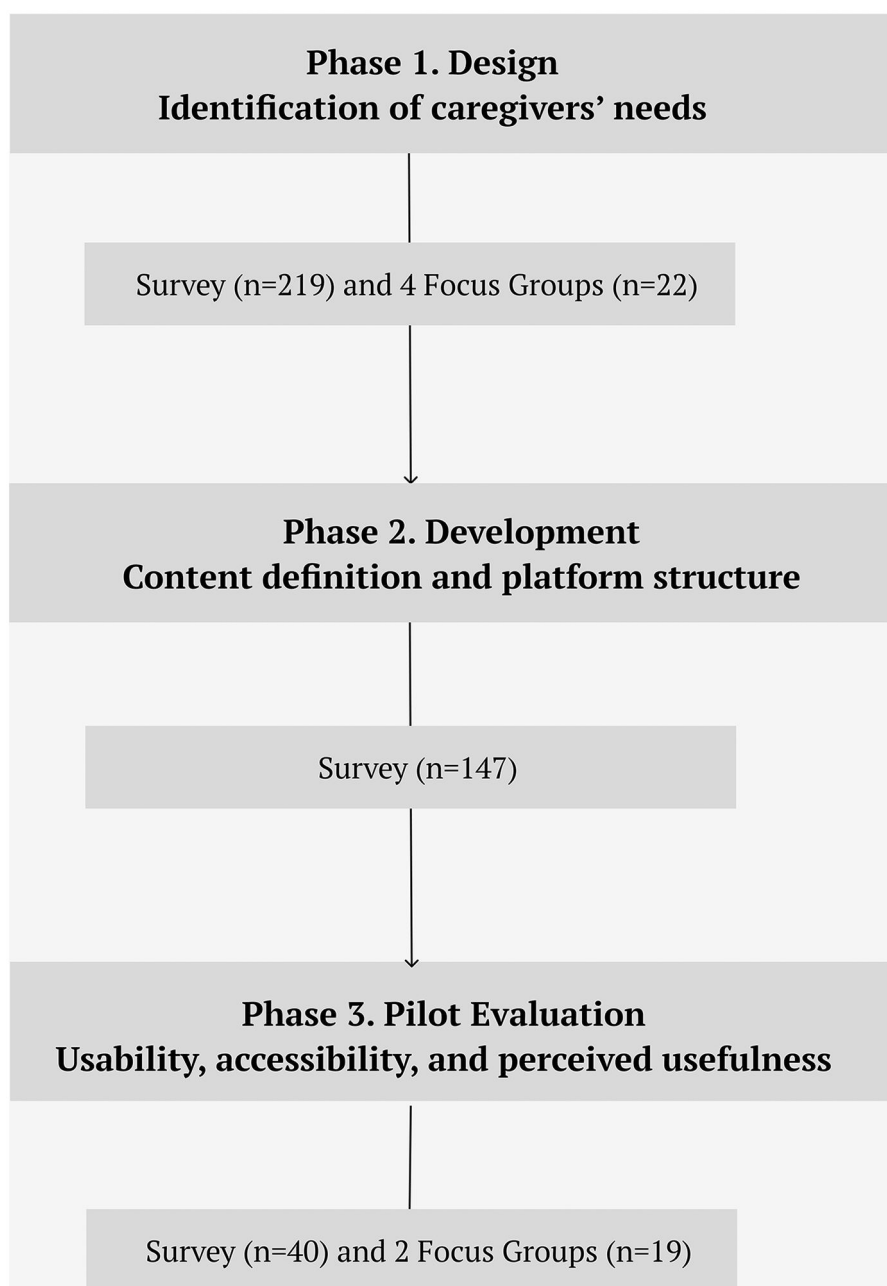 Phase 1. Design
Identification of caregivers’ needs
Survey (n=219) and 4 Focus Groups (n=22)
Phase 2. Development
Content definition and platform structure
Survey (n=147)
Phase 3. Pilot Evaluation
Usability, accessibility, and perceived usefulness
Survey (n=40) and 2 Focus Groups (n=19)